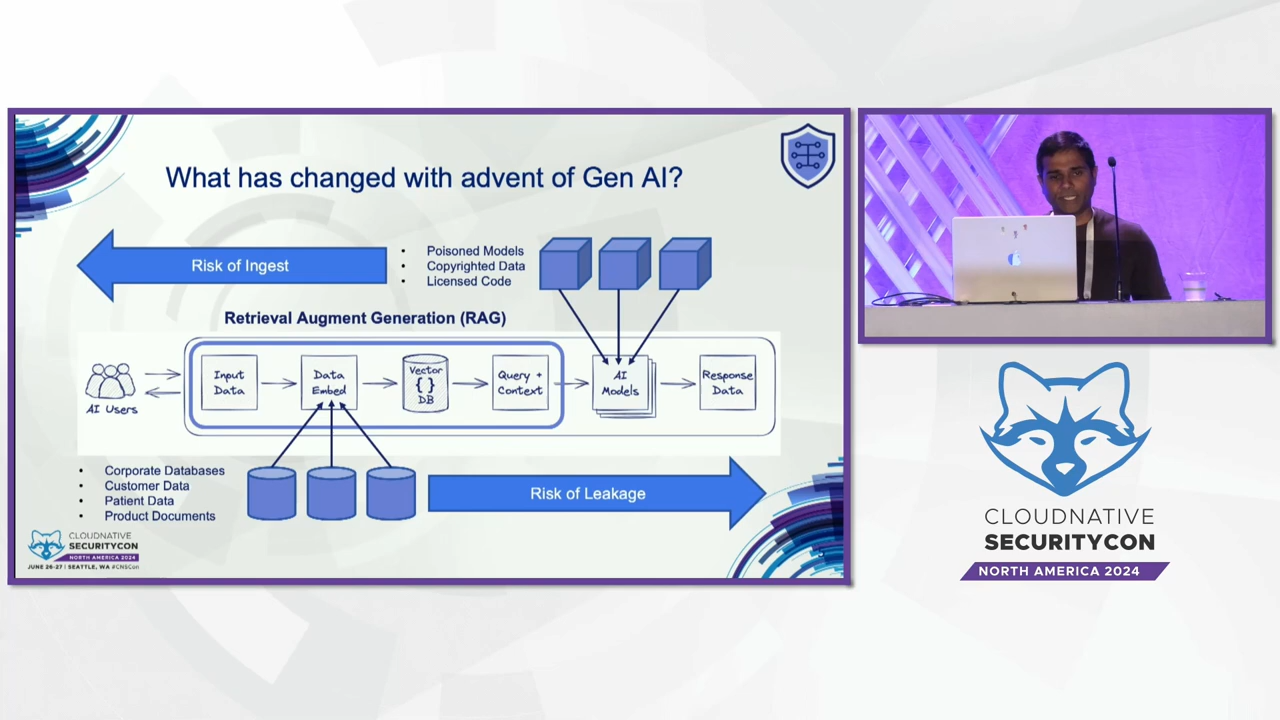 What has changed with advent of Gen AI?
Risk of Ingest
• Poisoned Models
• Copyrighted Data
• Licensed Code
Retrieval Augment Generation (RAG)
AI Users
Input
Data
Data
Embed
Vector
{ }
DB
Query +
Context
AI
Models
Response
Data
• Corporate Databases
• Customer Data
• Patient Data
• Product Documents
Risk of Leakage
CLOUDNATIVE
SECURITYCON
NORTH AMERICA 2024
JUNE 26-27 | SEATTLE, WA #CNSCon
CLOUDNATIVE
SECURITYCON
NORTH AMERICA 2024